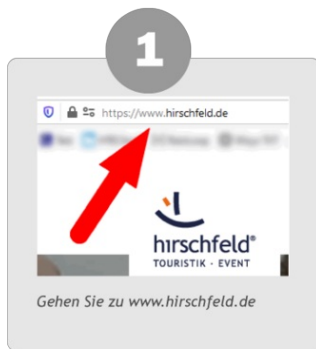 1
https://www.hirschfeld.de
hirschfeld®
TOURISTIK - EVENT
Gehen Sie zu www.hirschfeld.de